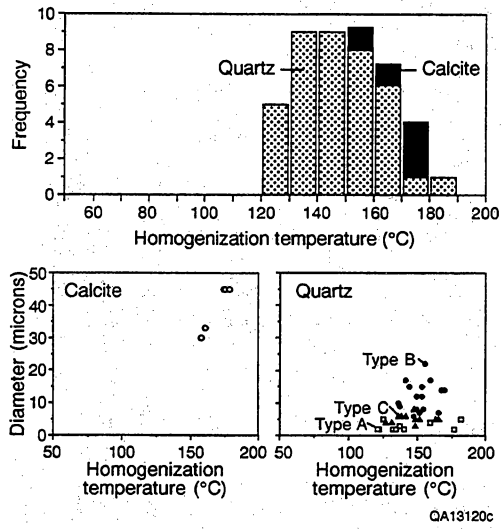 10
8
6
4
2
0
Frequency
Quartz
Calcite
60 80 100 120 140 160 180 200
Homogenization temperature (°C)
50
40
30
20
10
0
Diameter (microns)
Calcite
50 100 150 200
Homogenization
temperature (°C)
Quartz
Type B
Type C
Type A
50 100 150 200
Homogenization
temperature (°C)
QA13120c